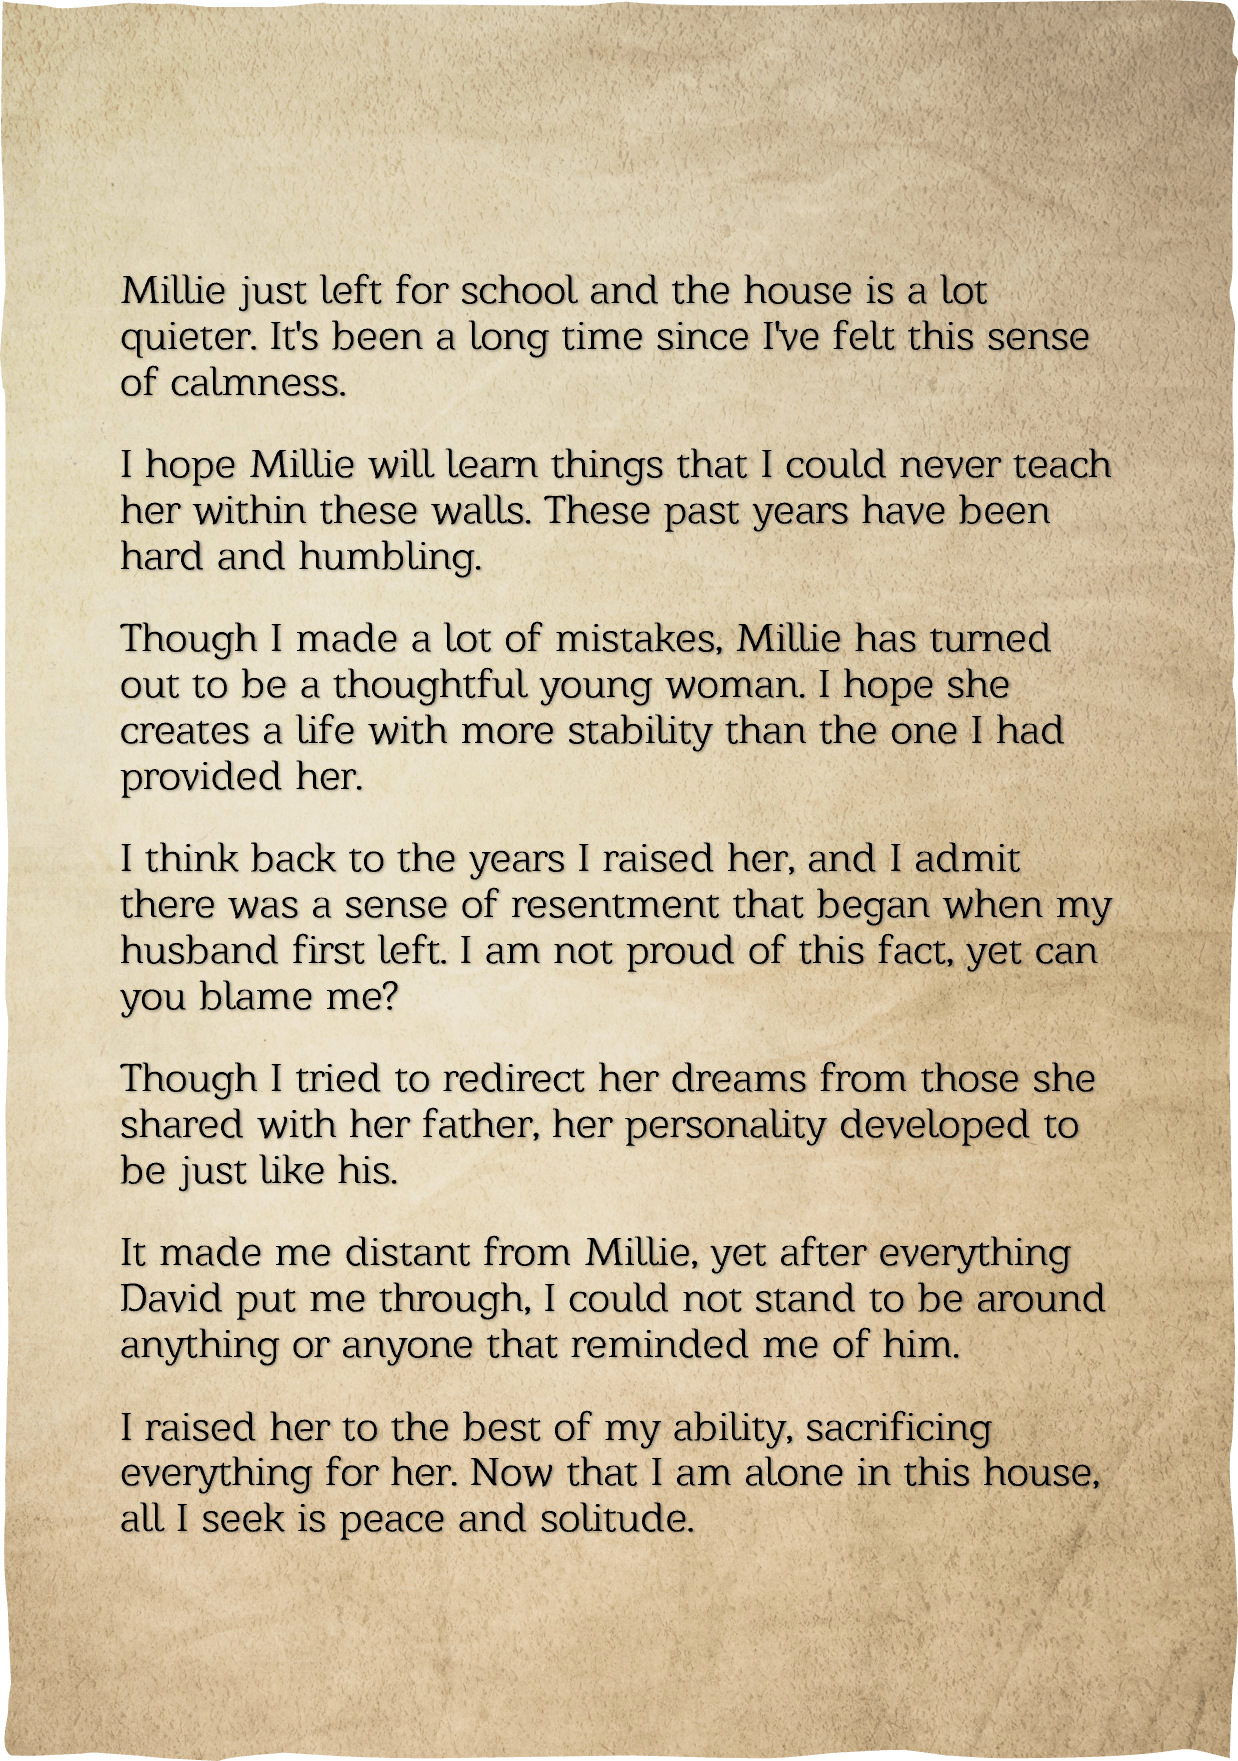 Millie just left for school and the house is a lot
quieter. It's been a long time since I've felt this sense
of calmness.
I hope Millie will learn things that I could never teach
her within these walls. These past years have been
hard and humbling.
Though I made a lot of mistakes, Millie has turned
out to be a thoughtful young woman. I hope she
creates a life with more stability than the one I had
provided her.
I think back to the years I raised her, and I admit
there was a sense of resentment that began when my
husband first left. I am not proud of this fact, yet can
you blame me?
Though I tried to redirect her dreams from those she
shared with her father, her personality developed to
be just like his.
It made me distant from Millie, yet after everything
David put me through, I could not stand to be around
anything or anyone that reminded me of him.
I raised her to the best of my ability, sacrificing
everything for her. Now that I am alone in this house,
all I seek is peace and solitude.